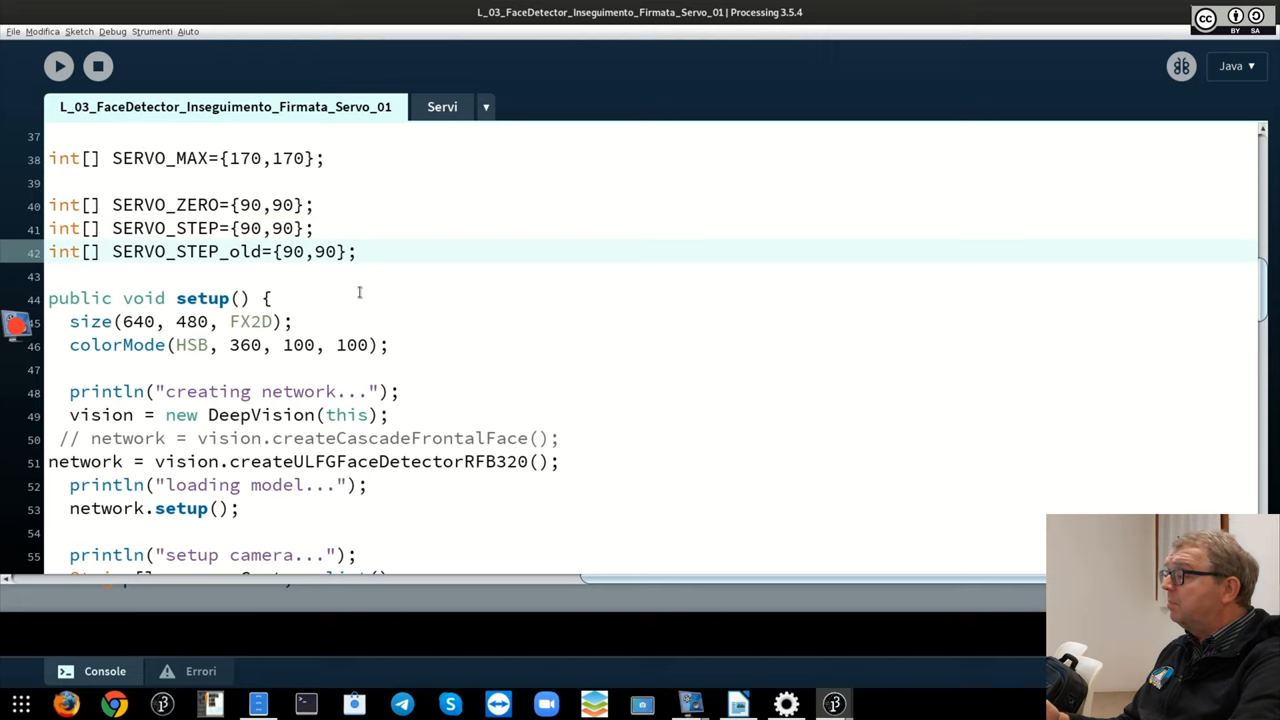 L_03_FaceDetector_Inseguimento_Firmata_Servo_01 | Processing 3.5.4
cc
BY SA
File Modifica Sketch Debug Strumenti Aiuto
Java ▼
L_03_FaceDetector_Inseguimento_Firmata_Servo_01 Servi ▼
37
38 int[] SERVO_MAX={170,170};
39
40 int[] SERVO_ZERO={90,90};
41 int[] SERVO_STEP={90,90};
42 int[] SERVO_STEP_old={90,90};
43
44 public void setup() {
45 size(640, 480, FX2D);
46 colorMode(HSB, 360, 100, 100);
47
48 println("creating network...");
49 vision = new DeepVision(this);
50 // network = vision.createCascadeFrontalFace();
51 network = vision.createULFGFaceDetectorRFB320();
52 println("loading model...");
53 network.setup();
54
55 println("setup camera...");
Console Errori